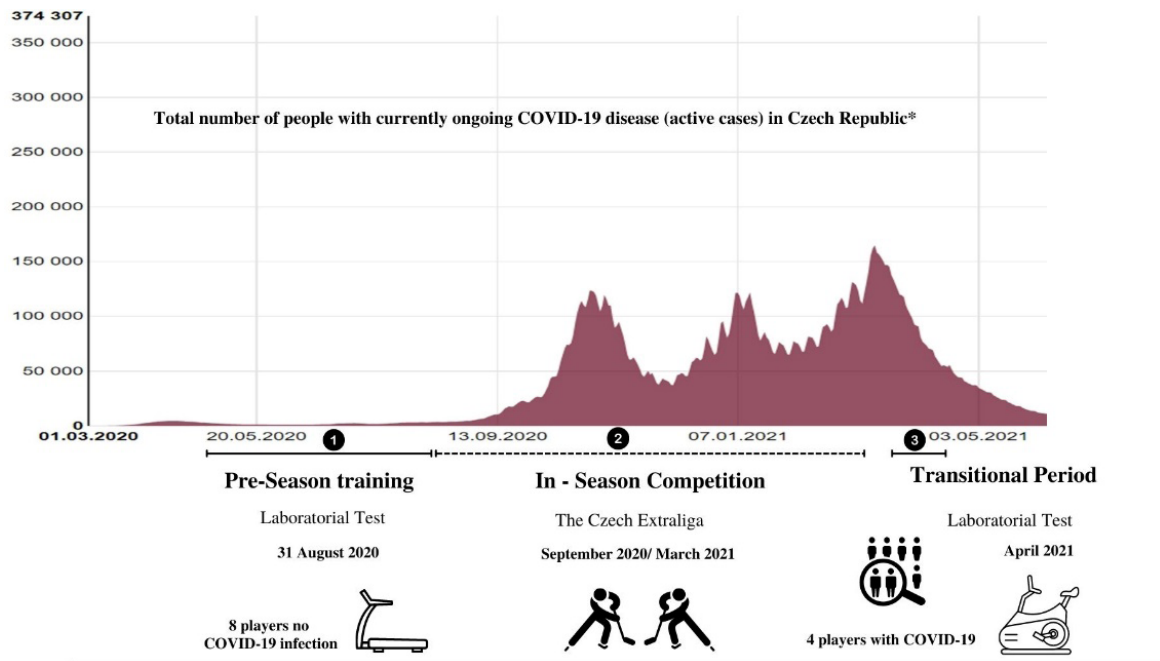 374 307
350 000
300 000
Total number of people with currently ongoing COVID-19 disease (active cases) in Czech Republic*
250 000
200 000
150 000
100 000
50 000
0
01.03.2020 20.05.2020 13.09.2020 07.01.2021 03.05.2021
1 2 3
Pre-Season training In - Season Competition Transitional Period
Laboratorial Test The Czech Extraliga Laboratorial Test
31 August 2020 September 2020/ March 2021 April 2021
8 players no
COVID-19 infection
4 players with COVID-19